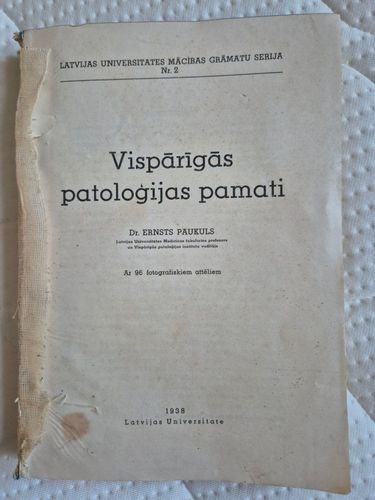 LATVIJAS UNIVERSITATES MĀCĪBAS GRĀMATU SERIJA
Nr. 2
Vispārīgās
patoloģijas pamati
Dr. ERNSTS PAUKULS
Latvijas Universitātes Medicinas fakultātes profesors
un Vispārīgās patoloģijas institūta vadītājs
Ar 96 fotografiskiem attēliem
1938
Latvijas Universitate